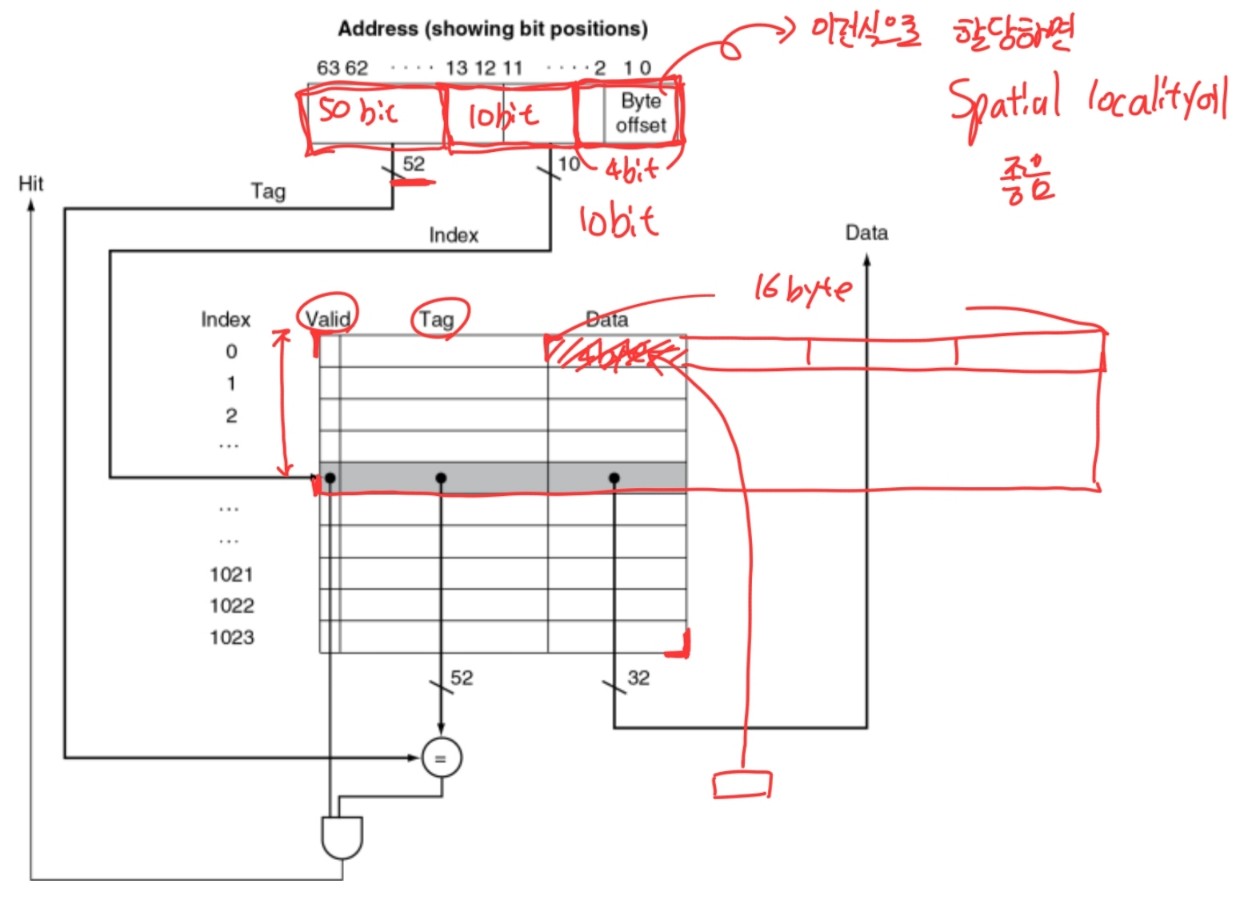 Address (showing bit positions)
이런식으로 할당하면
Spatial locality에
좋음
63 62 · · · · 13 12 11 · · · · 2 1 0
50 bit
10bit
Byte
offset
52
10
4bit
10bit
Hit
Tag
Index
Data
16 byte
Index
Valid
Tag
Data
0
1
2
...
...
...
1021
1022
1023
52
32
=